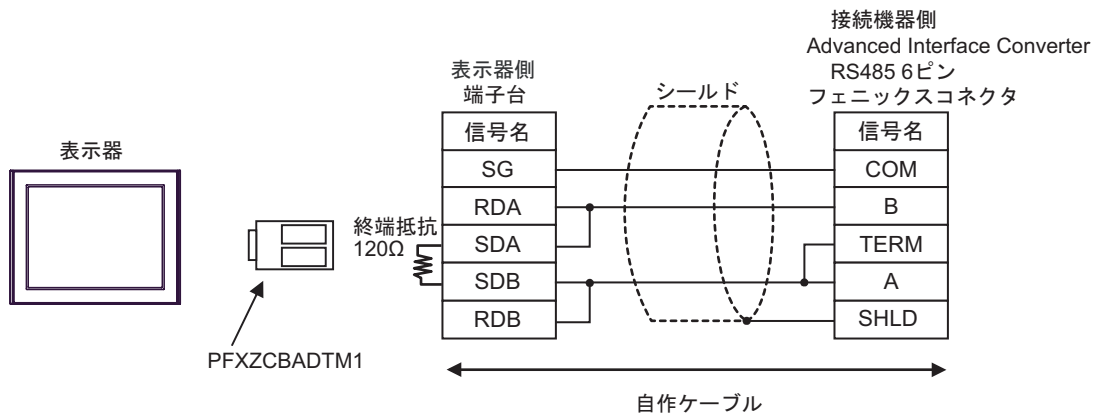 接続機器側
Advanced Interface Converter
RS485 6ピン
フェニックスコネクタ
表示器側
端子台
シールド
表示器
信号名
信号名
SG
COM
RDA
B
終端抵抗
120Ω
SDA
TERM
SDB
A
RDB
SHLD
PFXZCBADTM1
自作ケーブル